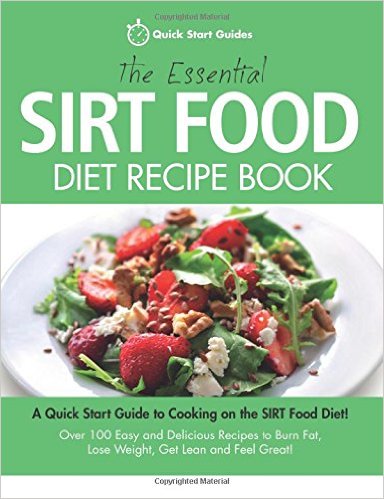 Quick Start Guides
The Essential
SIRT FOOD
DIET RECIPE BOOK
A Quick Start Guide to Cooking on the SIRT Food Diet!
Over 100 Easy and Delicious Recipes to Burn Fat,
Lose Weight, Get Lean and Feel Great!